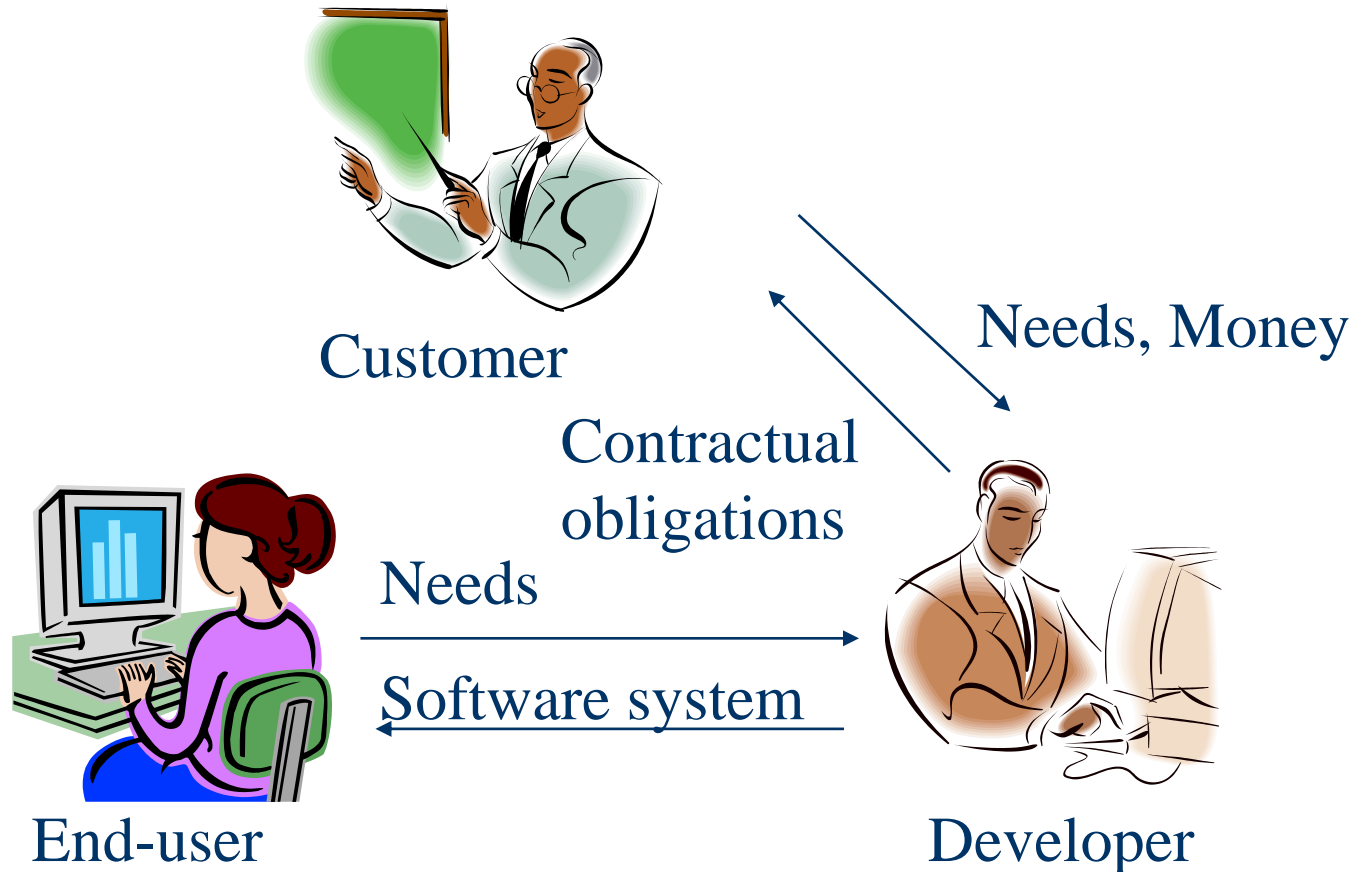 Customer
Needs, Money
Contractual
obligations
Needs
Software system
End-user
Developer